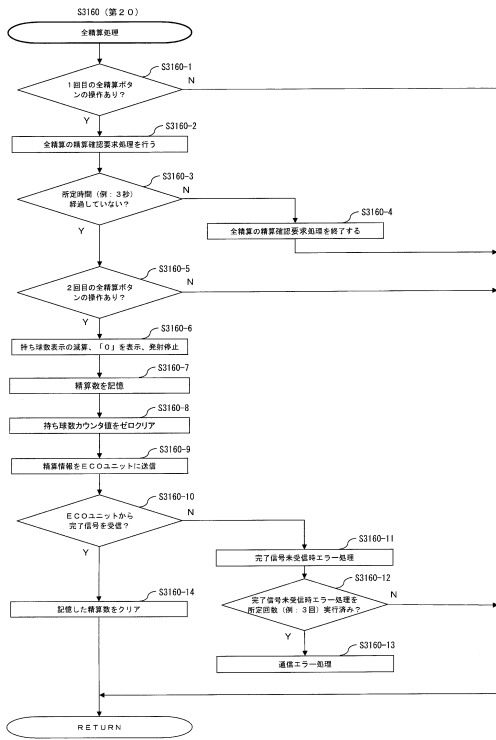 S3160（第２０）
全精算処理
S3160-1
１回目の全精算ボタ
ンの操作あり？
N
Y
S3160-2
全精算の精算確認要求処理を行う
S3160-3
所定時間（例：３秒）
経過していない？
N
Y
S3160-4
全精算の精算確認要求処理を終了する
S3160-5
２回目の全精算ボタ
ンの操作あり？
N
Y
S3160-6
持ち球数表示の減算、「０」を表示、発射停止
S3160-7
精算数を記憶
S3160-8
持ち球数カウンタ値をゼロクリア
S3160-9
精算情報をＥＣＯユニットに送信
S3160-10
ＥＣＯユニットから
完了信号を受信？
N
Y
S3160-11
完了信号未受信時エラー処理
S3160-12
完了信号未受信時エラー処理を
所定回数（例：３回）実行済み？
N
Y
S3160-13
通信エラー処理
S3160-14
記憶した精算数をクリア
ＲＥＴＵＲＮ